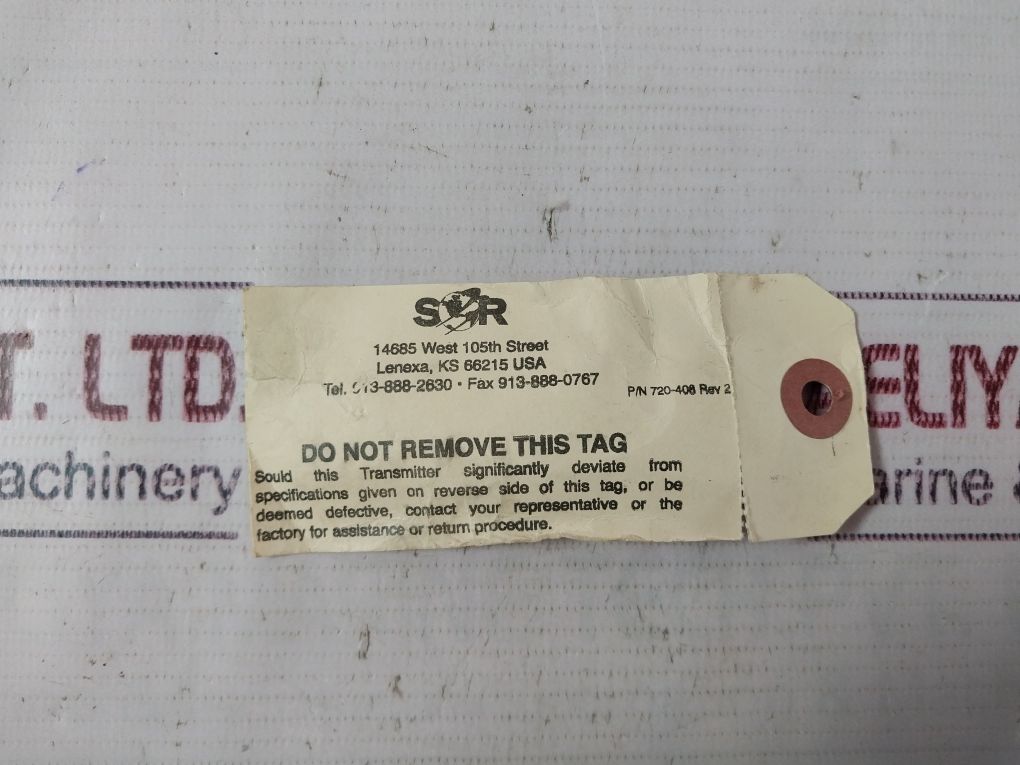 SOR
14685 West 105th Street
Lenexa, KS 66215 USA
Tel. 913-888-2630 • Fax 913-888-0767
P/N 720-408 Rev 2
DO NOT REMOVE THIS TAG
Sould this Transmitter significantly deviate from
specifications given on reverse side of this tag, or be
deemed defective, contact your representative or the
factory for assistance or return procedure.
T. LTD.
achinery
ELIY
arine &